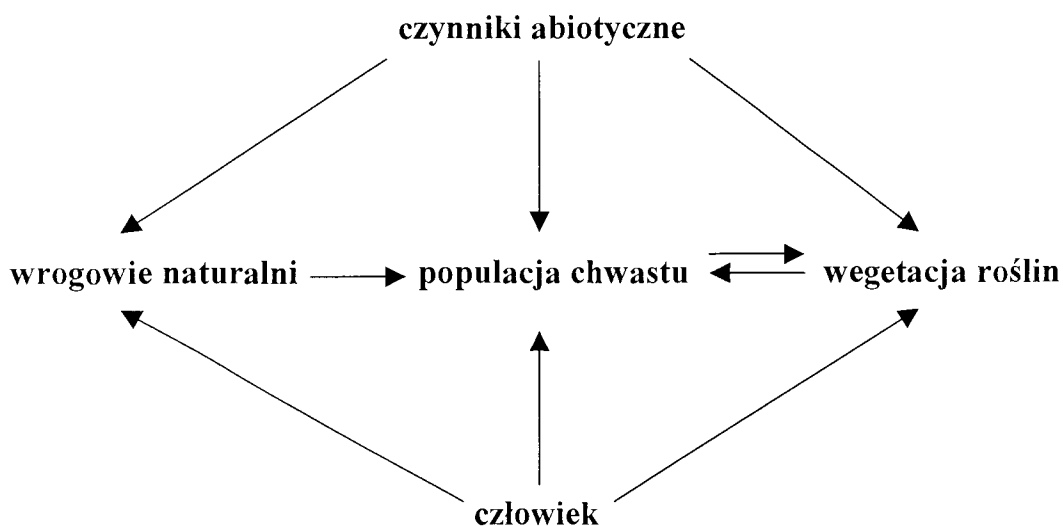 czynniki abiotyczne
wrogowie naturalni
populacja chwastu
wegetacja roślin
człowiek